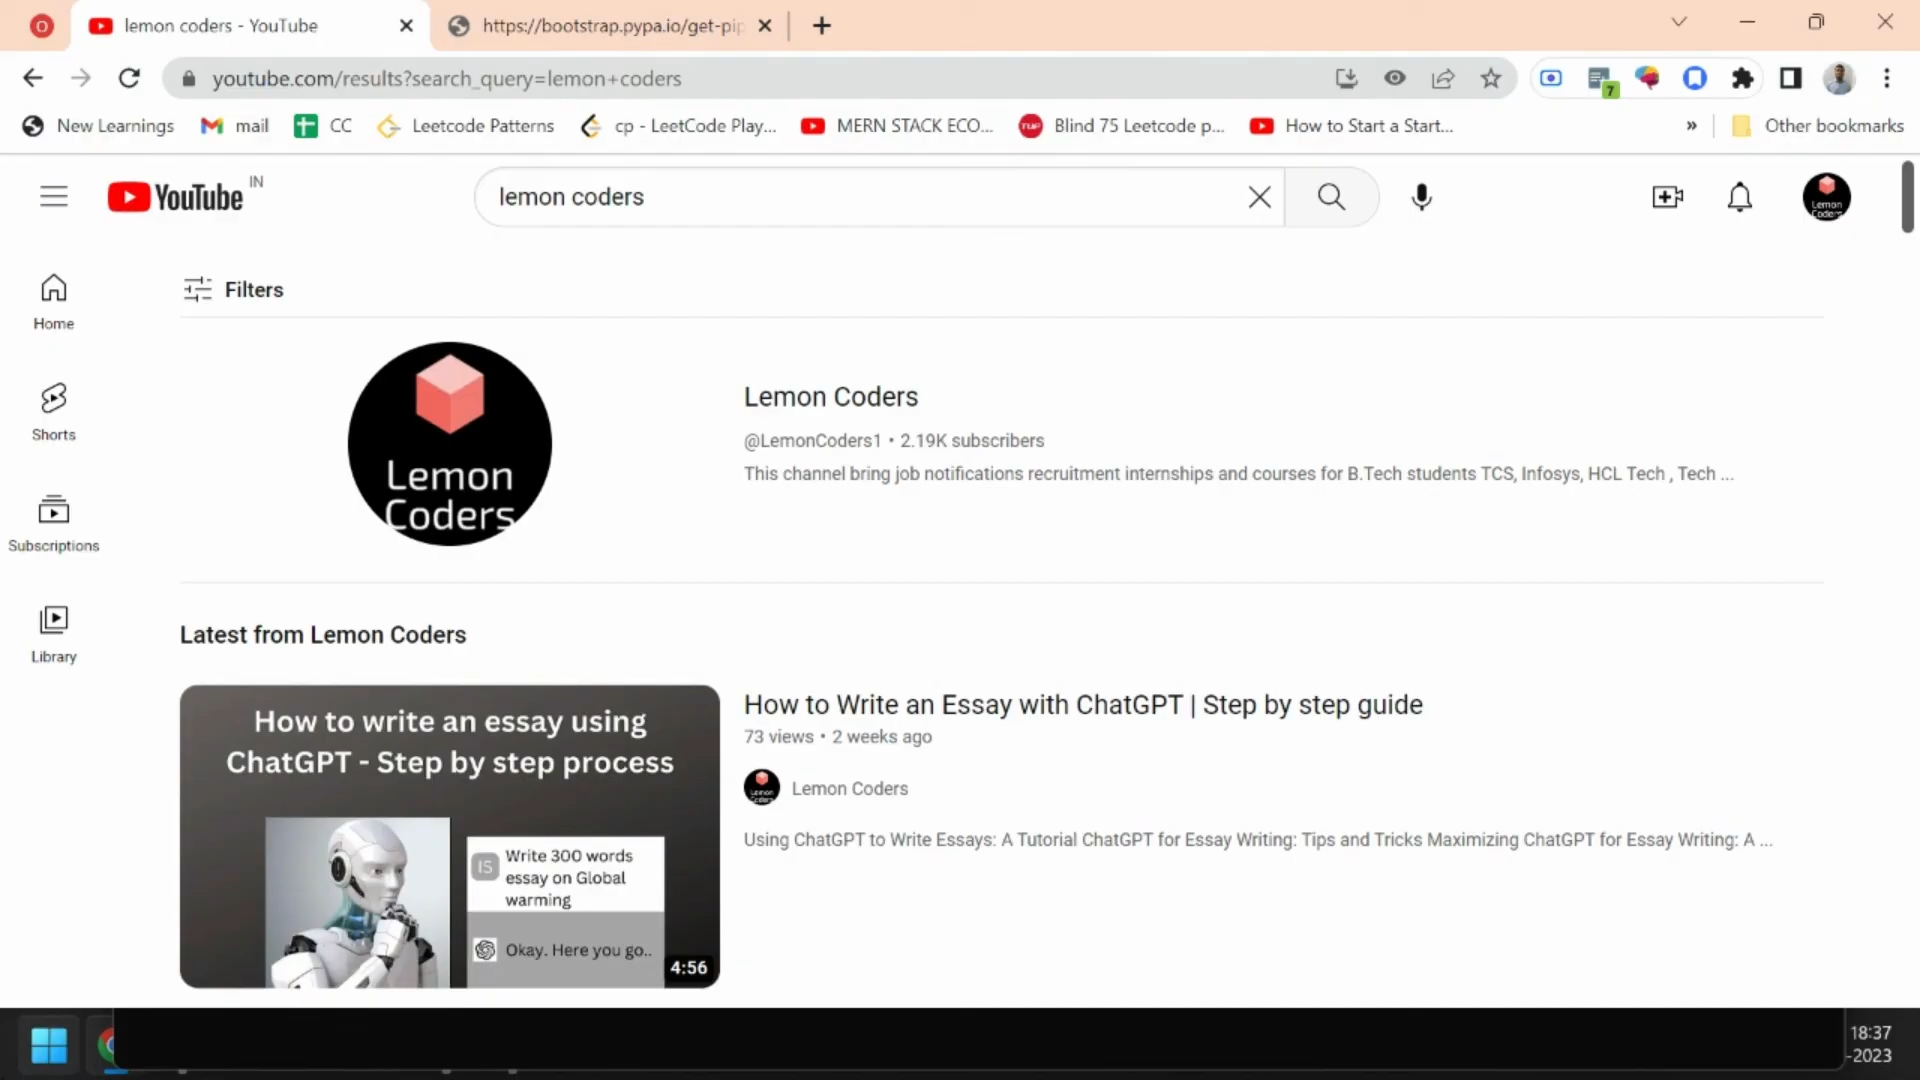 lemon coders - YouTube
https://bootstrap.pypa.io/get-pip
youtube.com/results?search_query=lemon+coders
7
New Learnings
mail
CC
Leetcode Patterns
cp - LeetCode Play...
MERN STACK ECO...
Blind 75 Leetcode p...
How to Start a Start...
»
Other bookmarks
YouTube IN
lemon coders
Lemon
Coders
Home
Shorts
Subscriptions
Library
Filters
Lemon
Coders
Lemon Coders
@LemonCoders1 • 2.19K subscribers
This channel bring job notifications recruitment internships and courses for B.Tech students TCS, Infosys, HCL Tech , Tech ...
Latest from Lemon Coders
How to write an essay using
ChatGPT - Step by step process
IS
Write 300 words
essay on Global
warming
Okay. Here you go..
4:56
How to Write an Essay with ChatGPT | Step by step guide
73 views • 2 weeks ago
Lemon
Coders
Lemon Coders
Using ChatGPT to Write Essays: A Tutorial ChatGPT for Essay Writing: Tips and Tricks Maximizing ChatGPT for Essay Writing: A ...
18:37
-2023